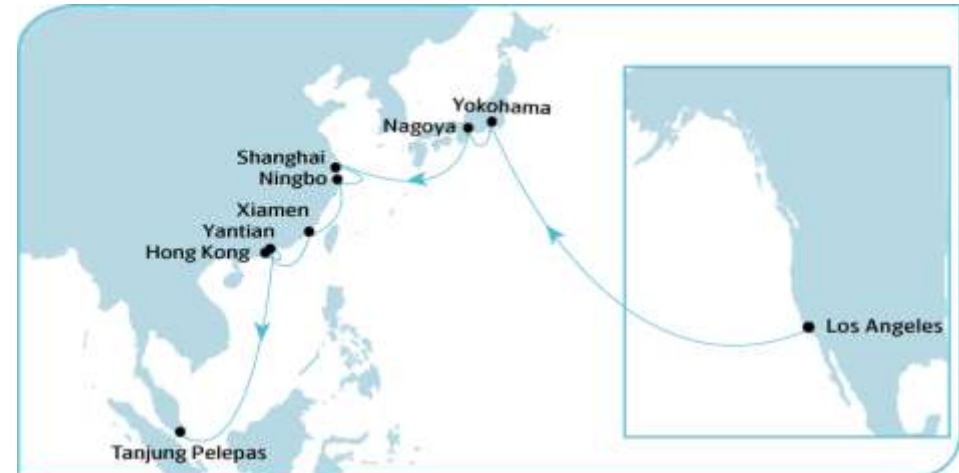 Yokohama
Nagoya
Shanghai
Ningbo
Xiamen
Yantian
Hong Kong
Los Angeles
Tanjung Pelepas